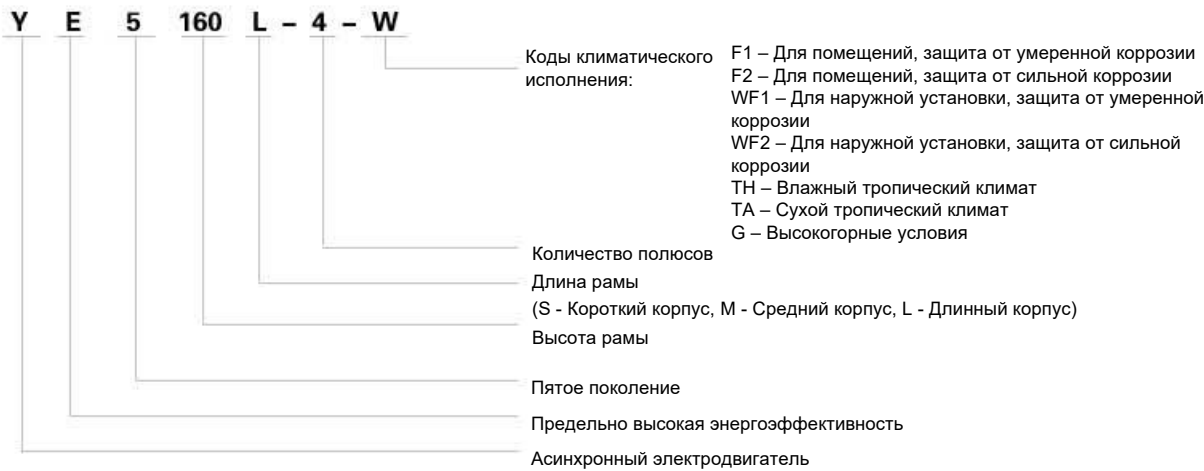 Y E 5 160 L – 4 – W
Коды климатического
исполнения:
F1 – Для помещений, защита от умеренной коррозии
F2 – Для помещений, защита от сильной коррозии
WF1 – Для наружной установки, защита от умеренной
коррозии
WF2 – Для наружной установки, защита от сильной
коррозии
TH – Влажный тропический климат
TA – Сухой тропический климат
G – Высокогорные условия
Количество полюсов
Длина рамы
(S - Короткий корпус, M - Средний корпус, L - Длинный корпус)
Высота рамы
Пятое поколение
Предельно высокая энергоэффективность
Асинхронный электродвигатель